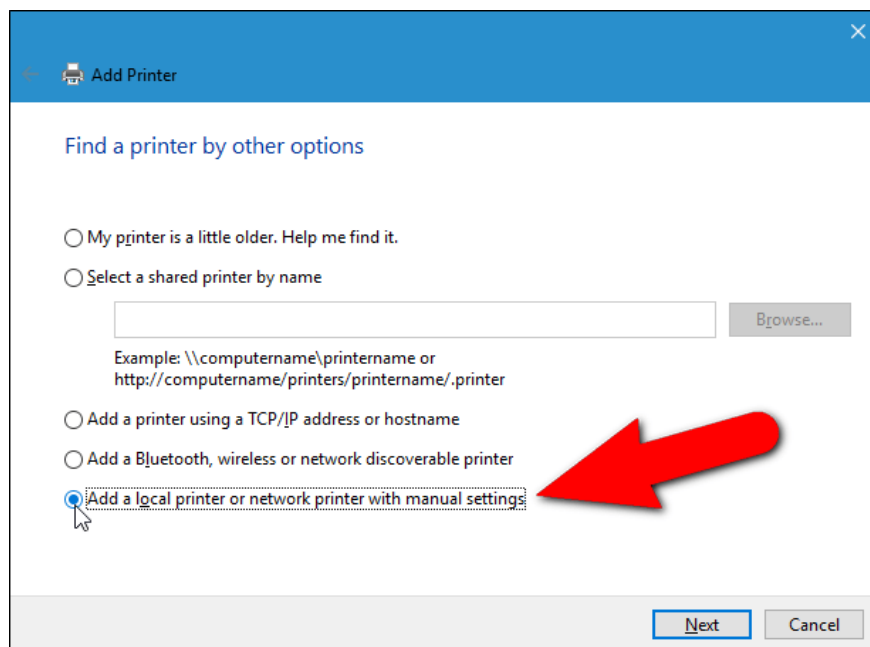 Add Printer
Find a printer by other options
My printer is a little older. Help me find it.
Select a shared printer by name
Browse...
Example: \\computername\printername or
http://computername/printers/printername/.printer
Add a printer using a TCP/IP address or hostname
Add a Bluetooth, wireless or network discoverable printer
Add a local printer or network printer with manual settings
Next
Cancel